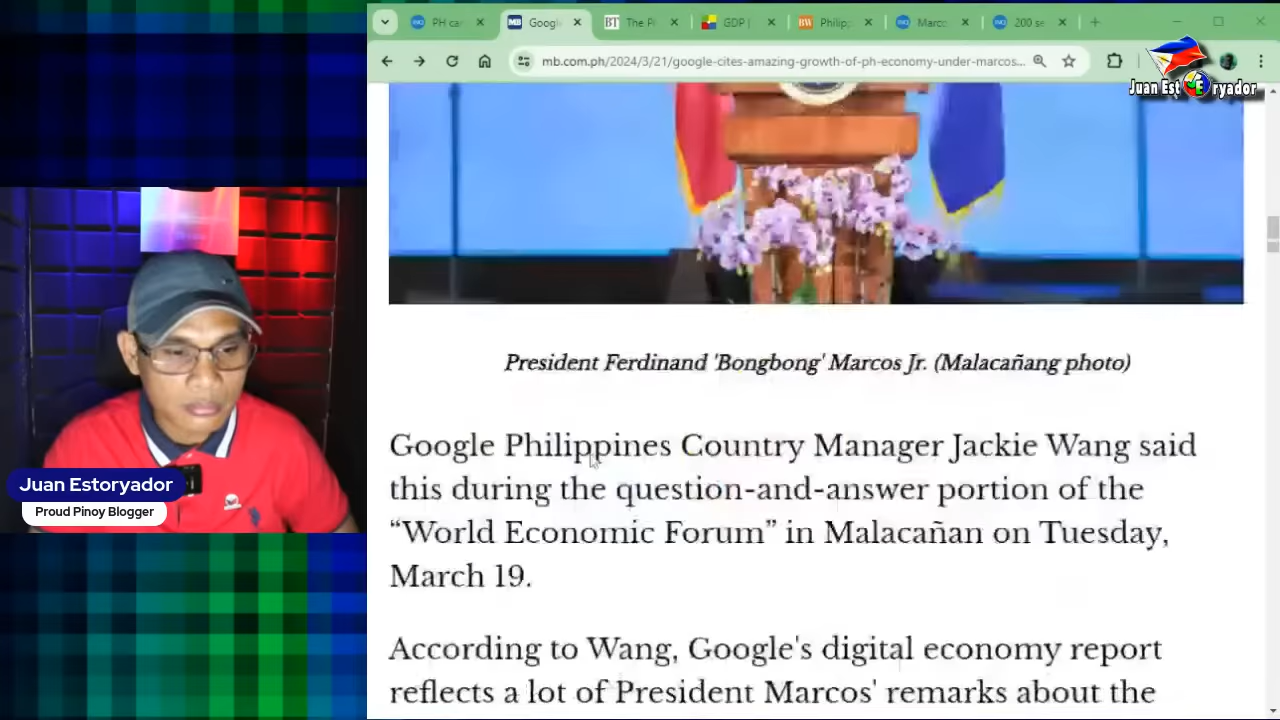 PH ca
Googl
The P
GDP |
Philip
Marco
200 se
mb.com.ph/2024/3/21/google-cites-amazing-growth-of-ph-economy-under-marcos...
Juan Est ryador
President Ferdinand 'Bongbong' Marcos Jr. (Malacañang photo)
Google Philippines Country Manager Jackie Wang said
this during the question-and-answer portion of the
“World Economic Forum” in Malacañan on Tuesday,
March 19.
According to Wang, Google's digital economy report
reflects a lot of President Marcos' remarks about the
Juan Estoryador
Proud Pinoy Blogger